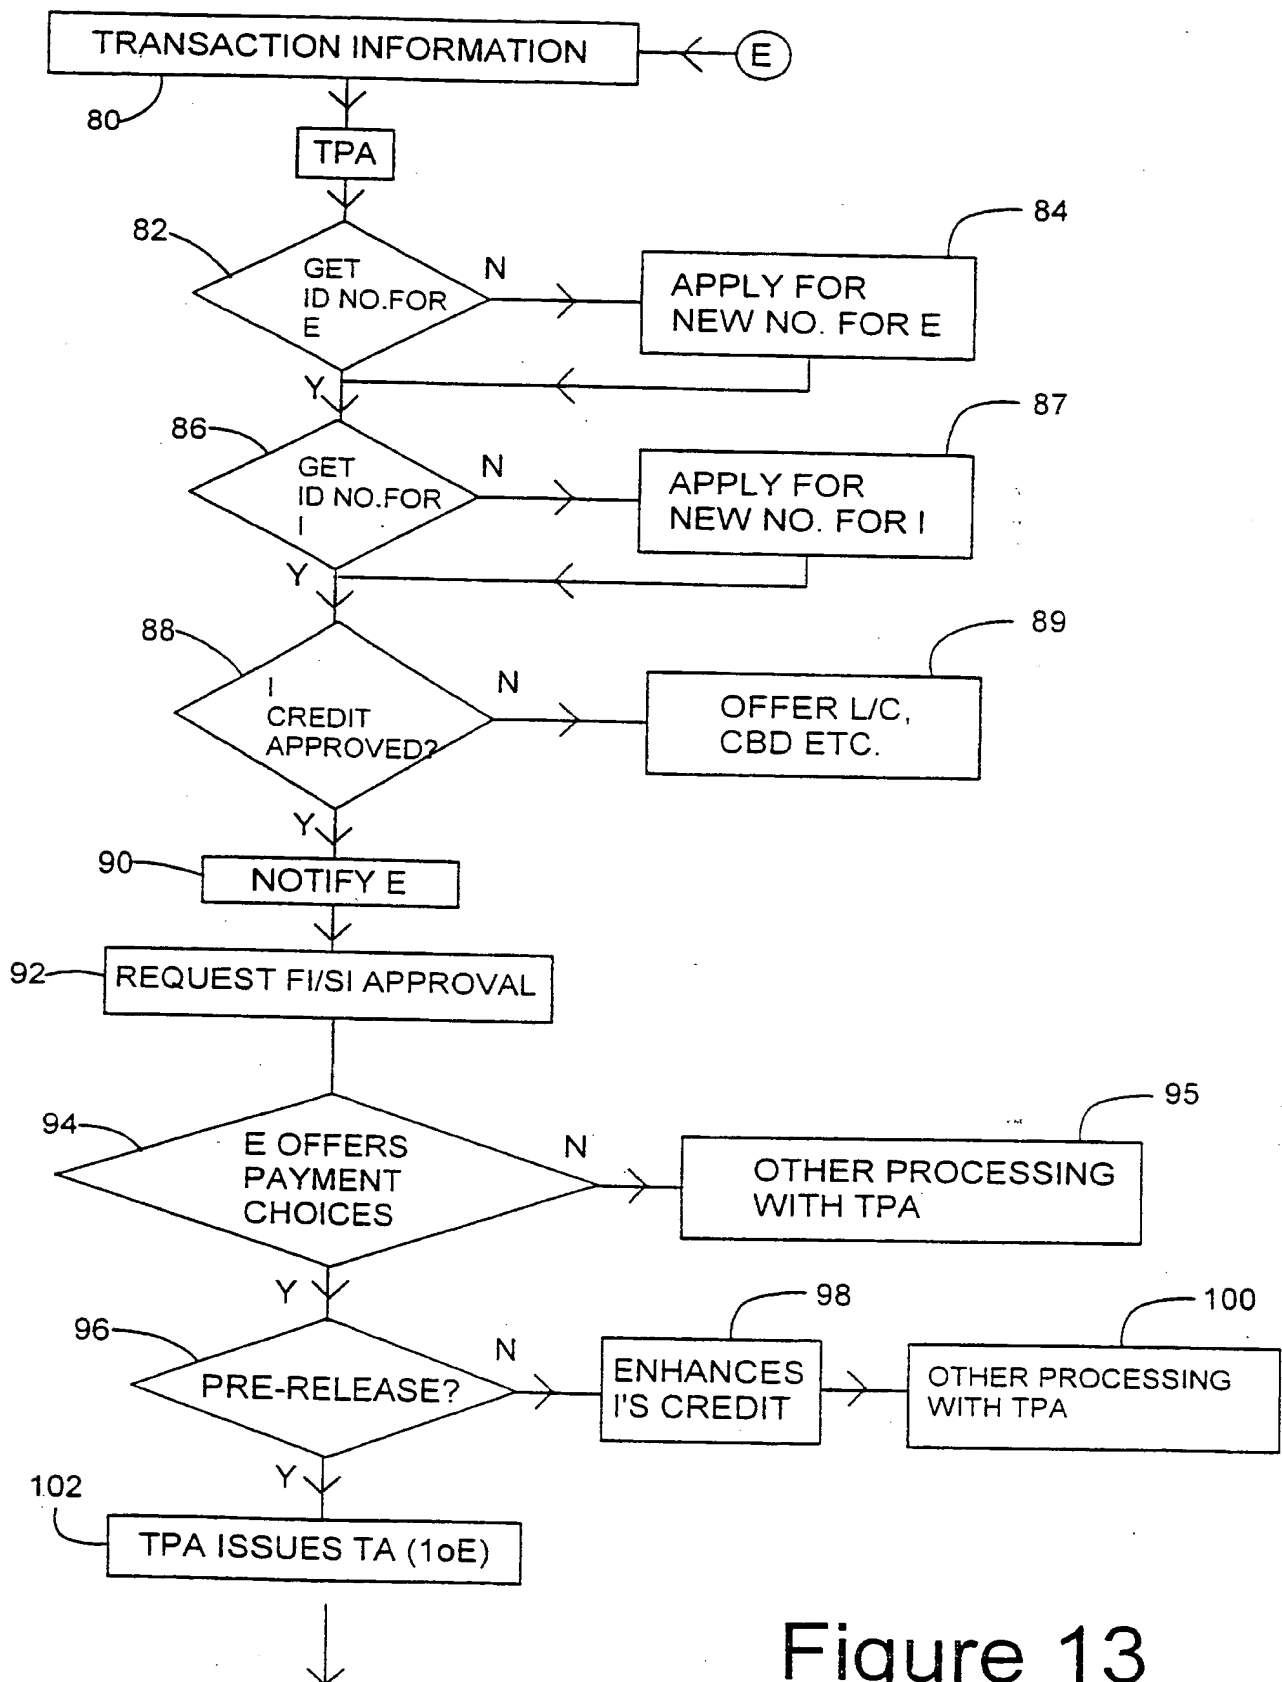 TRANSACTION INFORMATION
E
80
TPA
82
GET
ID NO.FOR
E
N
84
APPLY FOR
NEW NO. FOR E
Y
86
GET
ID NO.FOR
I
N
87
APPLY FOR
NEW NO. FOR I
Y
88
I
CREDIT
APPROVED?
N
89
OFFER L/C,
CBD ETC.
Y
90
NOTIFY E
92
REQUEST FI/SI APPROVAL
94
E OFFERS
PAYMENT
CHOICES
N
95
OTHER PROCESSING
WITH TPA
Y
96
PRE-RELEASE?
N
98
ENHANCES
I'S CREDIT
100
OTHER PROCESSING
WITH TPA
Y
102
TPA ISSUES TA (1oE)
Figure 13